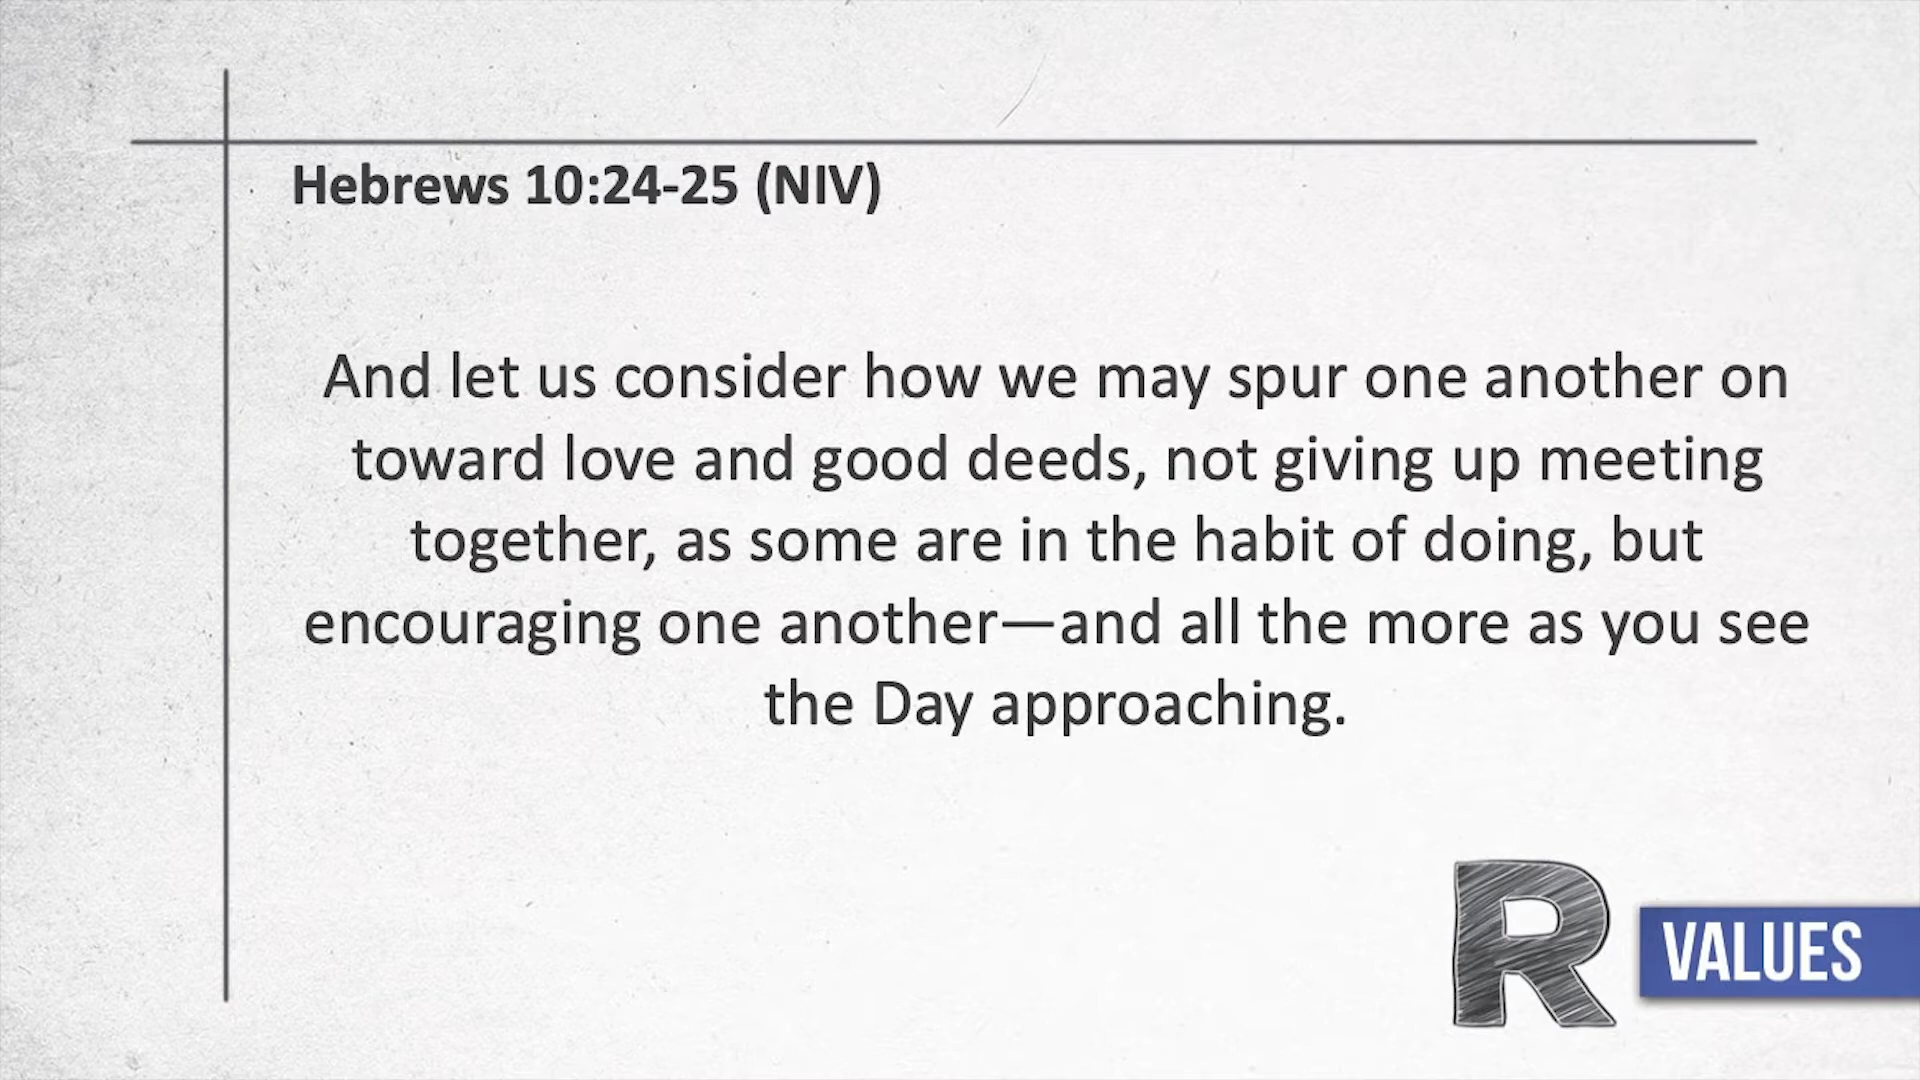 Hebrews 10:24-25 (NIV)
And let us consider how we may spur one another on
toward love and good deeds, not giving up meeting
together, as some are in the habit of doing, but
encouraging one another—and all the more as you see
the Day approaching.
R VALUES